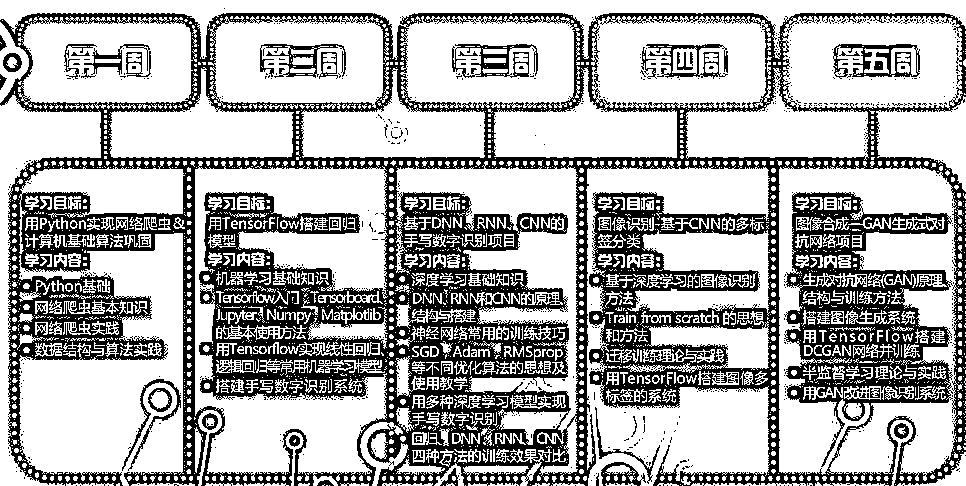 第一周
第二周
第三周
第四周
第五周
学习目标:
用Python实现网络爬虫&
计算机基础算法巩固
学习内容:
Python基础
网络爬虫基本知识
网络爬虫实践
数据结构与算法实践
学习目标:
用TensorFlow搭建回归
模型
学习内容:
机器学习基础知识
Tensorflow入门、Tensorboard、
Jupyter、Numpy、Matplotlib
的基本使用方法
用Tensorflow实现线性回归、
逻辑回归等常用机器学习模型
搭建手写数字识别系统
学习目标:
基于DNN、RNN、CNN的
手写数字识别项目
学习内容:
深度学习基础知识
DNN、RNN和CNN的原理、
结构与搭建
神经网络常用的训练技巧
SGD、Adam、RMSprop
等不同优化算法的思想及
使用教学
用多种深度学习模型实现
手写数字识别
回归、DNN、RNN、CNN
四种方法的训练效果对比
学习目标:
图像识别-基于CNN的多标
签分类
学习内容:
基于深度学习的图像识别
方法
Train from scratch 的思想
和方法
迁移训练理论与实践
用TensorFlow搭建图像多
标签的系统
学习目标:
图像合成—GAN生成式对
抗网络项目
学习内容:
生成对抗网络(GAN)原理、
结构与训练方法
搭建图像生成系统
用TensorFlow搭建
DCGAN网络并训练
半监督学习理论与实践
用GAN改进图像识别系统